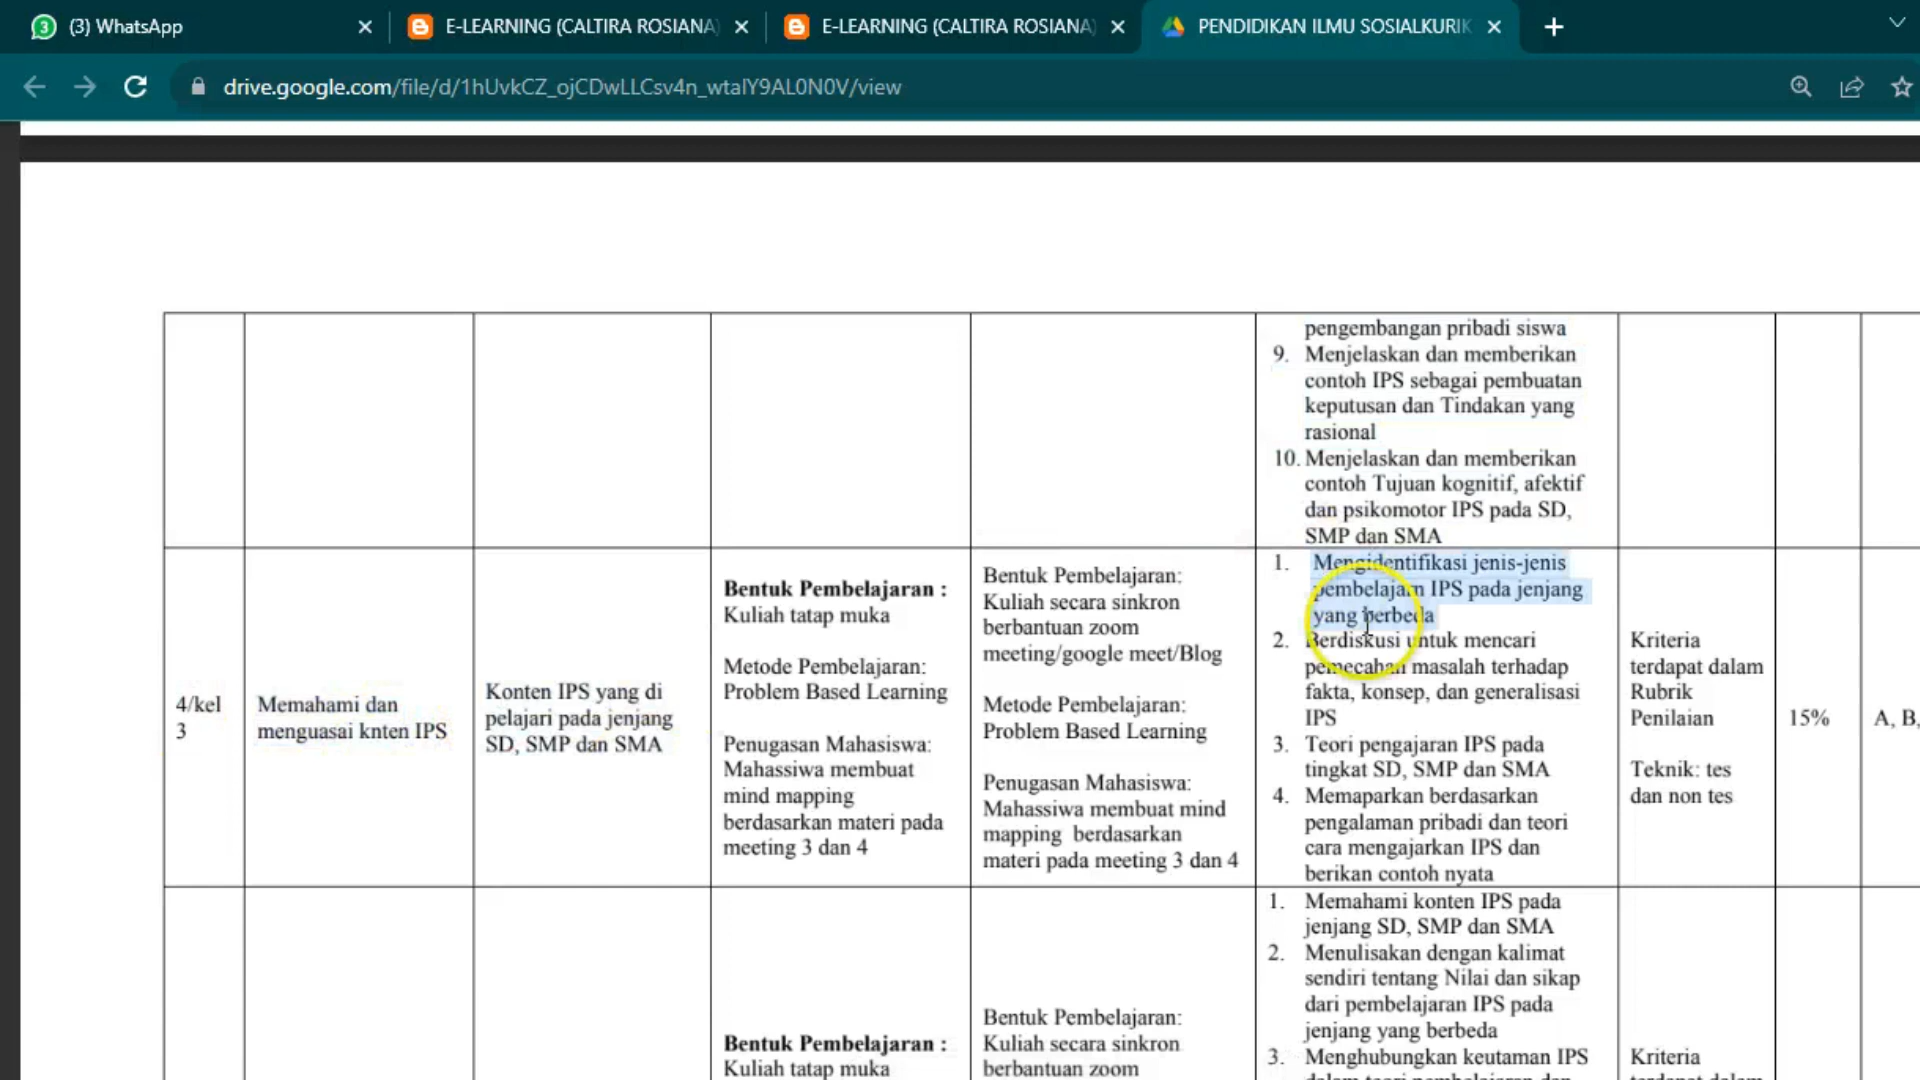 (3) WhatsApp
E-LEARNING (CALTIRA ROSIANA)
E-LEARNING (CALTIRA ROSIANA)
PENDIDIKAN ILMU SOSIALKURIK
drive.google.com/file/d/1hUvkCZ_ojCDwLLCsv4n_wtalY9AL0N0V/view
pengembangan pribadi siswa
9. Menjelaskan dan memberikan
contoh IPS sebagai pembuatan
keputusan dan Tindakan yang
rasional
10. Menjelaskan dan memberikan
contoh Tujuan kognitif, afektif
dan psikomotor IPS pada SD,
SMP dan SMA
4/kel
3
Memahami dan
menguasai knten IPS
Konten IPS yang di
pelajari pada jenjang
SD, SMP dan SMA
Bentuk Pembelajaran :
Kuliah tatap muka
Metode Pembelajaran:
Problem Based Learning
Penugasan Mahasiswa:
Mahassiwa membuat
mind mapping
berdasarkan materi pada
meeting 3 dan 4
Bentuk Pembelajaran:
Kuliah secara sinkron
berbantuan zoom
meeting/google meet/Blog
Metode Pembelajaran:
Problem Based Learning
Penugasan Mahasiswa:
Mahassiwa membuat mind
mapping berdasarkan
materi pada meeting 3 dan 4
1. Mengidentifikasi jenis-jenis
pembelajarn IPS pada jenjang
yang berbeda
2. Berdiskusi untuk mencari
pemecahan masalah terhadap
fakta, konsep, dan generalisasi
IPS
3. Teori pengajaran IPS pada
tingkat SD, SMP dan SMA
4. Memaparkan berdasarkan
pengalaman pribadi dan teori
cara mengajarkan IPS dan
berikan contoh nyata
Kriteria
terdapat dalam
Rubrik
Penilaian
Teknik: tes
dan non tes
15%
A, B,
Bentuk Pembelajaran :
Kuliah tatap muka
Bentuk Pembelajaran:
Kuliah secara sinkron
berbantuan zoom
1. Memahami konten IPS pada
jenjang SD, SMP dan SMA
2. Menulisakan dengan kalimat
sendiri tentang Nilai dan sikap
dari pembelajaran IPS pada
jenjang yang berbeda
3. Menghubungkan keutaman IPS
Kriteria